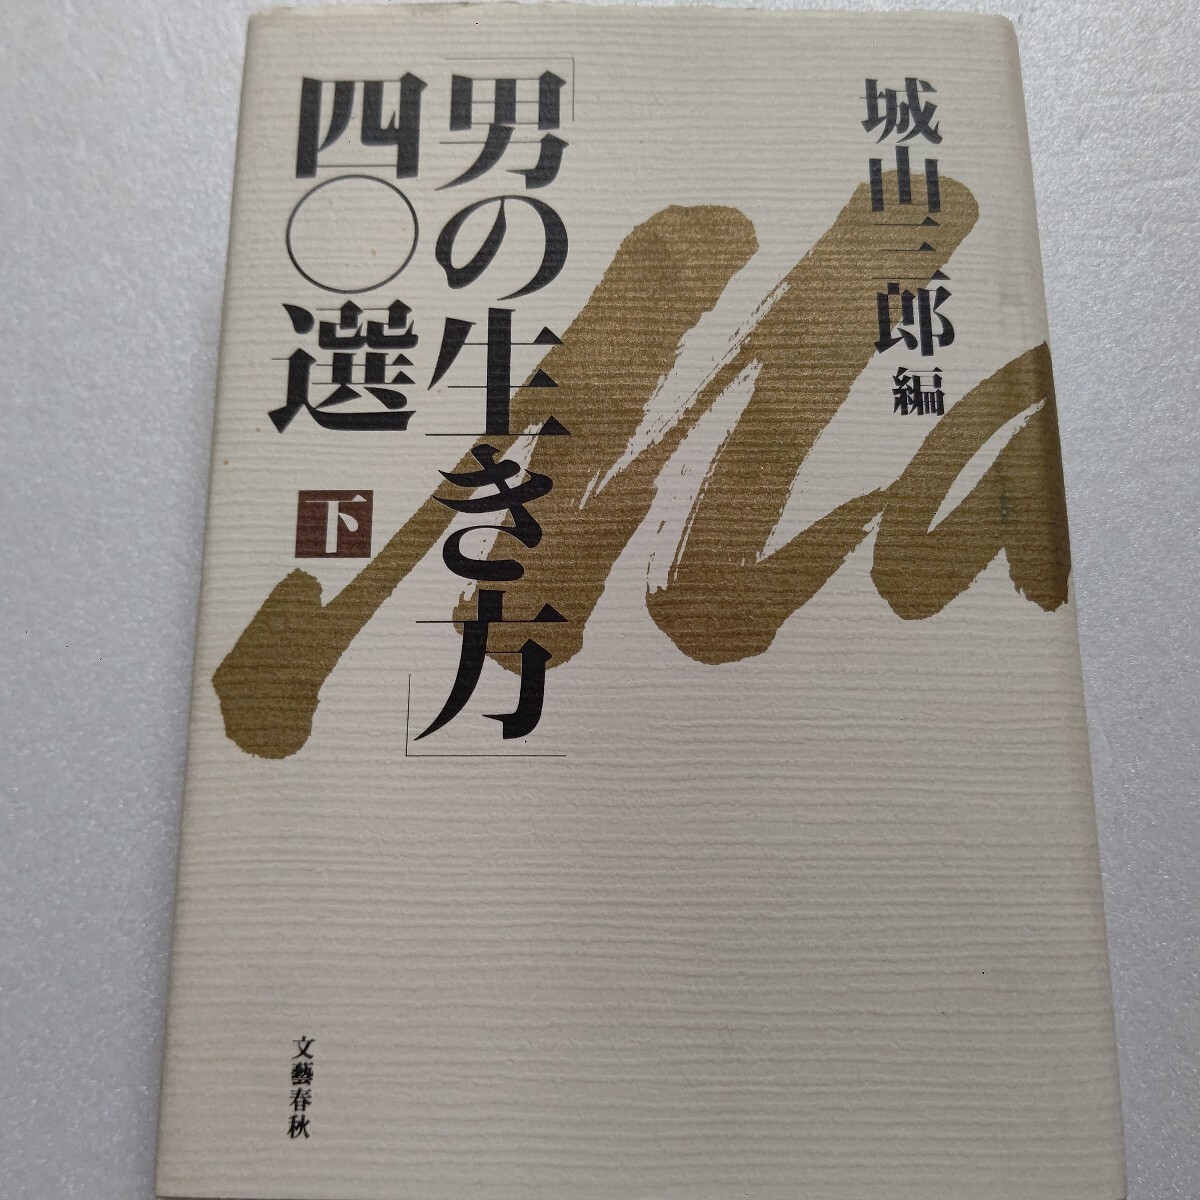 城山三郎編
「男の生き方」
四〇選
下
文藝春秋